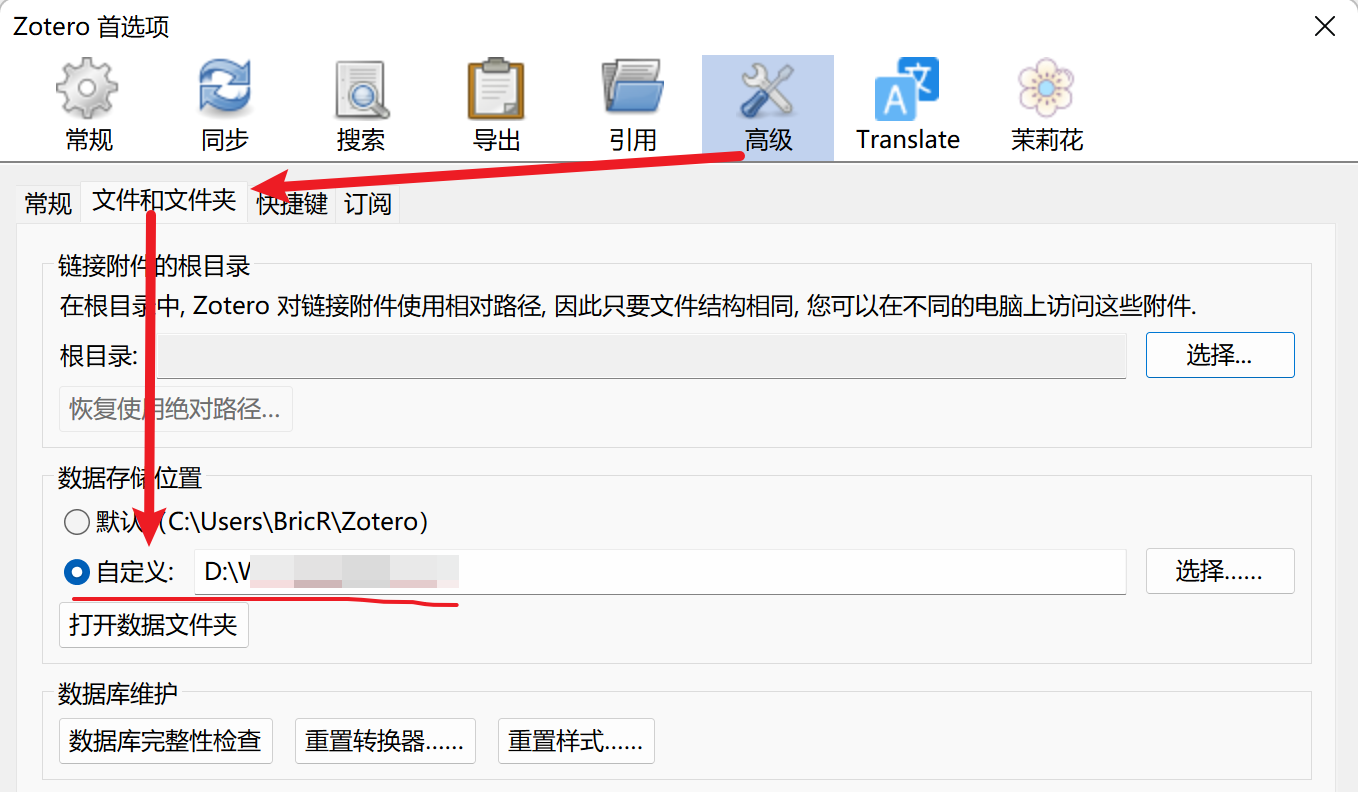 Zotero 首选项
常规 同步 搜索 导出 引用 高级 Translate 茉莉花
常规 文件和文件夹 快捷键 订阅
链接附件的根目录
在根目录中, Zotero 对链接附件使用相对路径, 因此只要文件结构相同, 您可以在不同的电脑上访问这些附件.
根目录: 选择...
恢复使用绝对路径...
数据存储位置
默认（C:\Users\BricR\Zotero）
自定义: D:\ 选择......
打开数据文件夹
数据库维护
数据库完整性检查 重置转换器...... 重置样式......